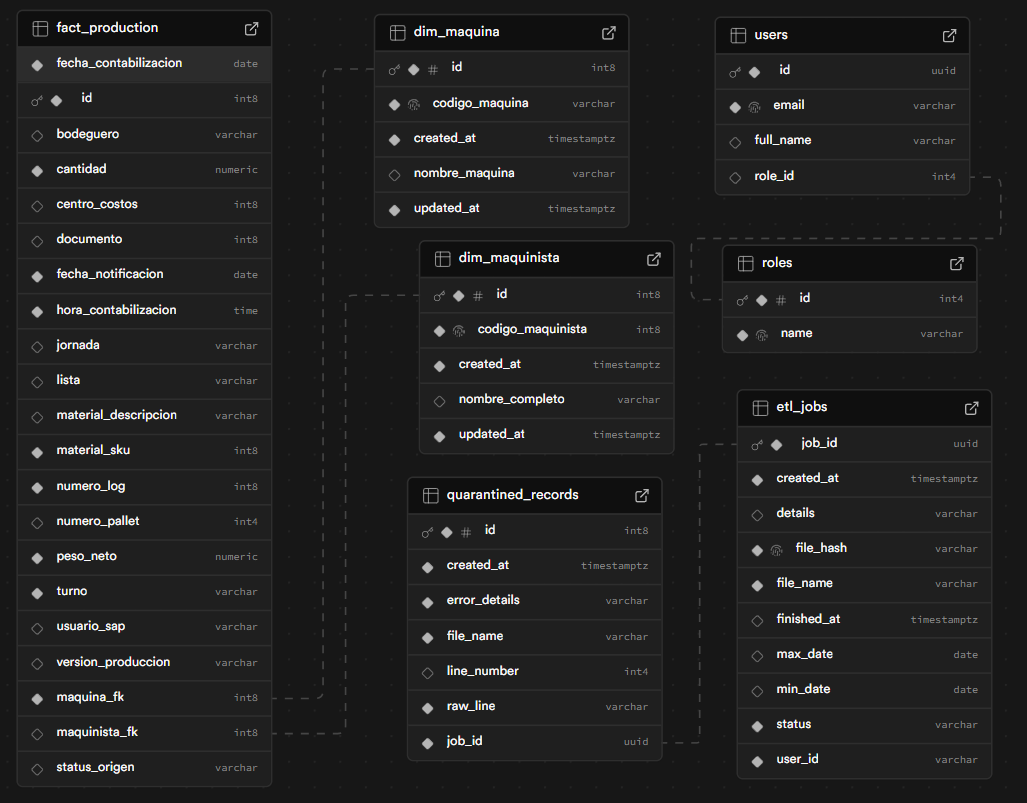 fact_production
fecha_contabilizacion date
id int8
bodeguero varchar
cantidad numeric
centro_costos int8
documento int8
fecha_notificacion date
hora_contabilizacion time
jornada varchar
lista varchar
material_descripcion varchar
material_sku int8
numero_log int8
numero_pallet int4
peso_neto numeric
turno varchar
usuario_sap varchar
version_produccion varchar
maquina_fk int8
maquinista_fk int8
status_origen varchar
dim_maquina
id int8
codigo_maquina varchar
created_at timestamptz
nombre_maquina varchar
updated_at timestamptz
dim_maquinista
id int8
codigo_maquinista int8
created_at timestamptz
nombre_completo varchar
updated_at timestamptz
quarantined_records
id int8
created_at timestamptz
error_details varchar
file_name varchar
line_number int4
raw_line varchar
job_id uuid
users
id uuid
email varchar
full_name varchar
role_id int4
roles
id int4
name varchar
etl_jobs
job_id uuid
created_at timestamptz
details varchar
file_hash varchar
file_name varchar
finished_at timestamptz
max_date date
min_date date
status varchar
user_id varchar